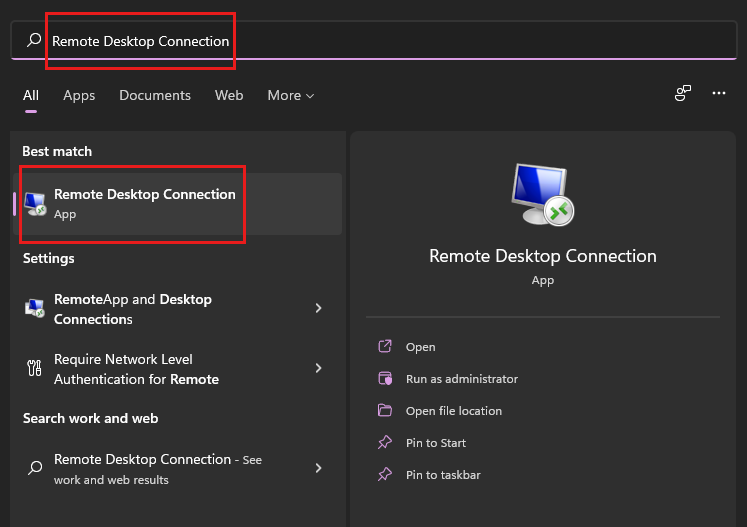 Remote Desktop Connection
All Apps Documents Web More
Best match
Remote Desktop Connection
App
Settings
RemoteApp and Desktop
Connections
Require Network Level
Authentication for Remote
Search work and web
Remote Desktop Connection - See
work and web results
Remote Desktop Connection
App
Open
Run as administrator
Open file location
Pin to Start
Pin to taskbar